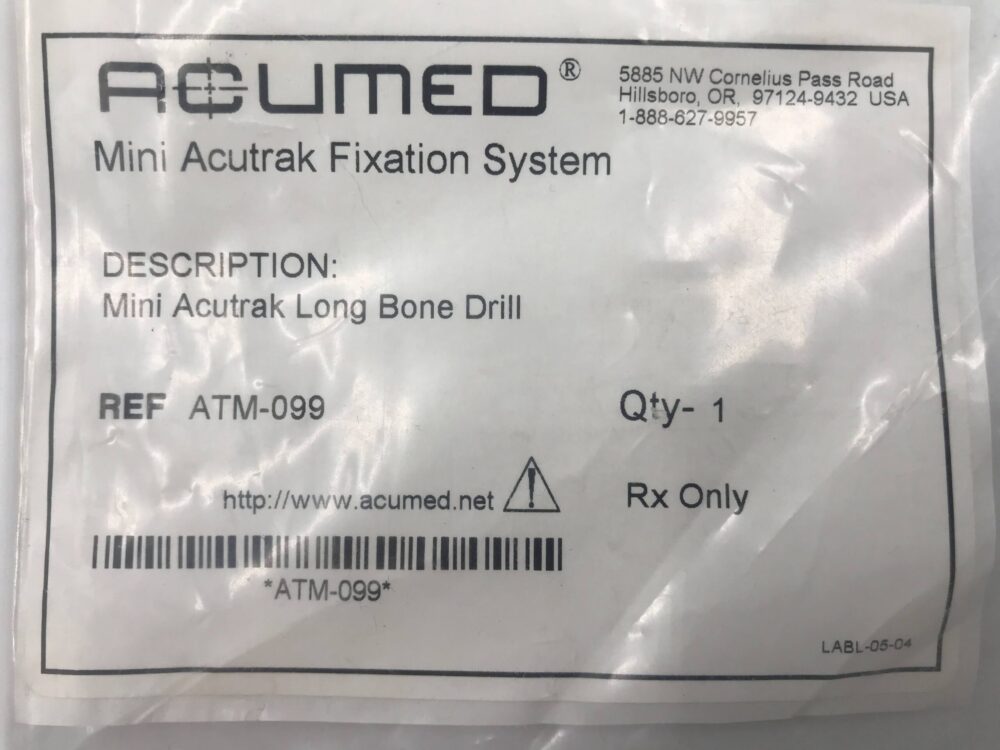 ACUMED®
5885 NW Cornelius Pass Road
Hillsboro, OR, 97124-9432 USA
1-888-627-9957
Mini Acutrak Fixation System
DESCRIPTION:
Mini Acutrak Long Bone Drill
REF ATM-099
Qty- 1
http://www.acumed.net
Rx Only
*ATM-099*
LABL-05-04